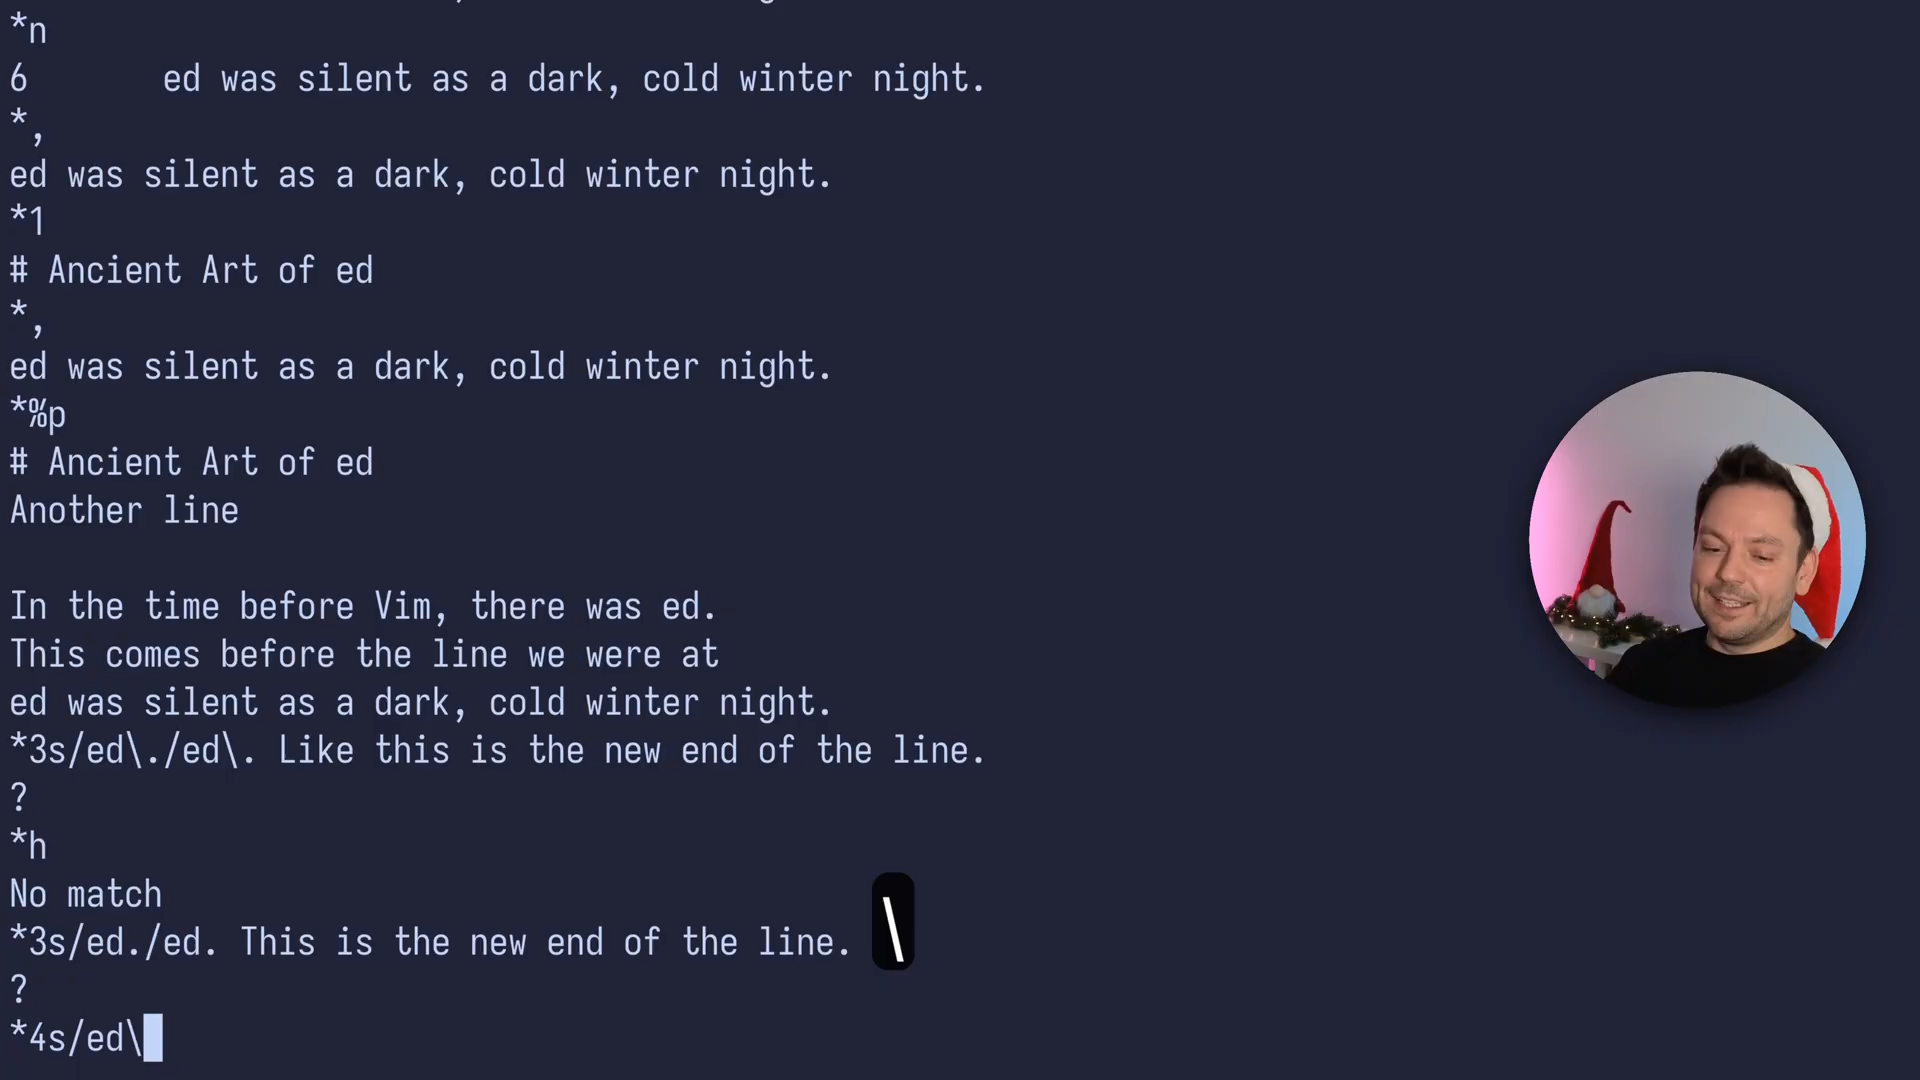 *n
6       ed was silent as a dark, cold winter night.
*,
ed was silent as a dark, cold winter night.
*1
# Ancient Art of ed
*,
ed was silent as a dark, cold winter night.
*%p
# Ancient Art of ed
Another line

In the time before Vim, there was ed.
This comes before the line we were at
ed was silent as a dark, cold winter night.
*3s/ed\./ed\. Like this is the new end of the line.
?
*h
No match
*3s/ed./ed. This is the new end of the line.
\
?
*4s/ed\